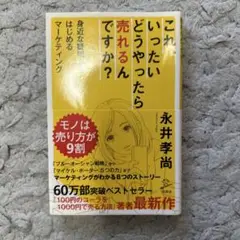 これ、
いったい
どうやったら
売れるん
ですか?
身近な疑問から
はじめる
マーケティング
永井孝尚
モノは
売り方が
9割
「ブルーオーシャン戦略」から
「マイケル・ポーター 5つの力」まで
マーケティングがわかる8つのストーリー
60万部突破ベストセラー
『100円のコーラを
1000円で売る方法』著者
最新作